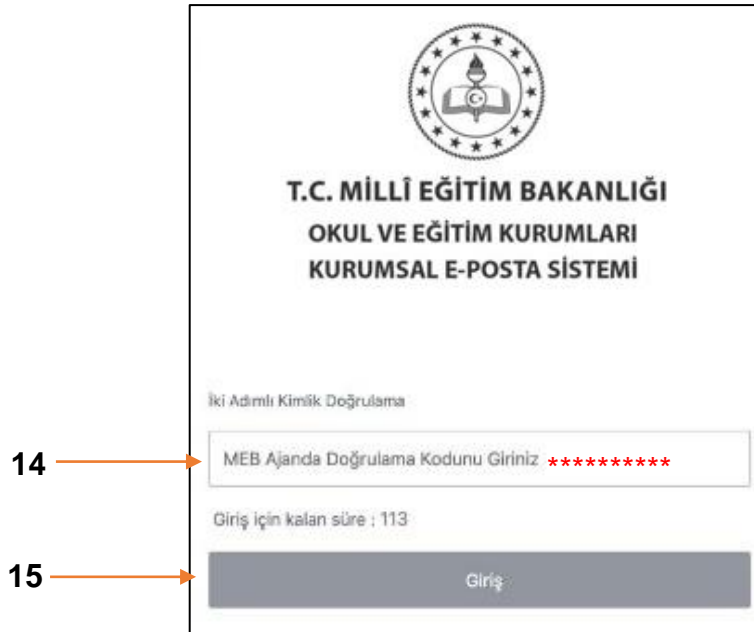 T.C. MİLLÎ EĞİTİM BAKANLIĞI
OKUL VE EĞİTİM KURUMLARI
KURUMSAL E-POSTA SİSTEMİ
İki Adımlı Kimlik Doğrulama
14
MEB Ajanda Doğrulama Kodunu Giriniz **********
Giriş için kalan süre : 113
15
Giriş